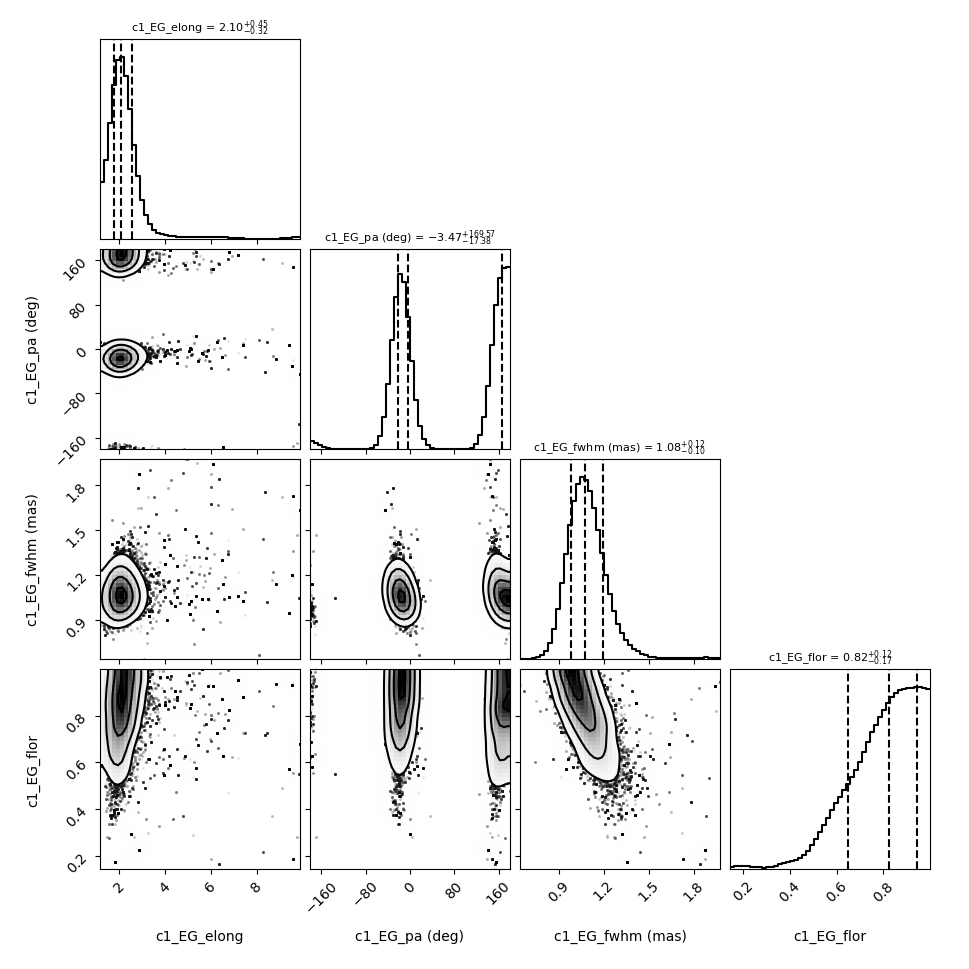 c1_EG_elong = 2.10+0.45 −0.32
c1_EG_pa (deg) = −3.47+169.57 −17.38
160
80
0
−80
−160
c1_EG_pa (deg)
c1_EG_fwhm (mas) = 1.08+0.12 −0.10
1.8
1.5
1.2
0.9
c1_EG_fwhm (mas)
c1_EG_flor = 0.82+0.12 −0.17
0.8
0.6
0.4
0.2
c1_EG_flor
2 4 6 8 −160 −80 0 80 160 0.9 1.2 1.5 1.8 0.2 0.4 0.6 0.8
c1_EG_elong c1_EG_pa (deg) c1_EG_fwhm (mas) c1_EG_flor